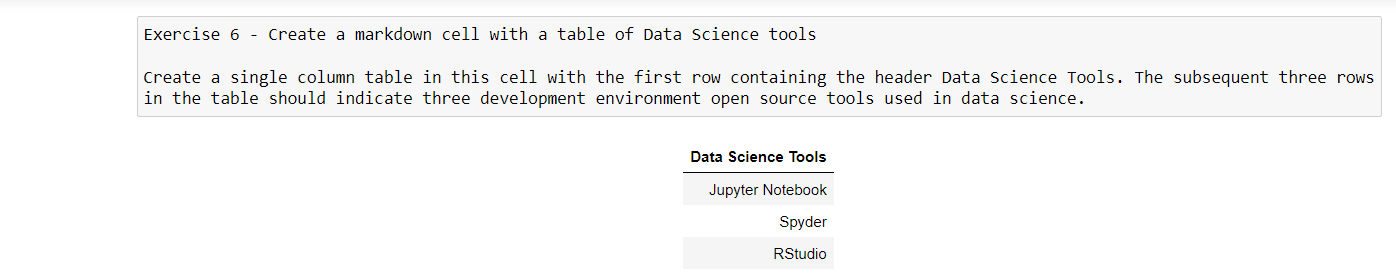 Exercise 6 - Create a markdown cell with a table of Data Science tools
Create a single column table in this cell with the first row containing the header Data Science Tools. The subsequent three rows
in the table should indicate three development environment open source tools used in data science.
Data Science Tools
Jupyter Notebook
Spyder
RStudio